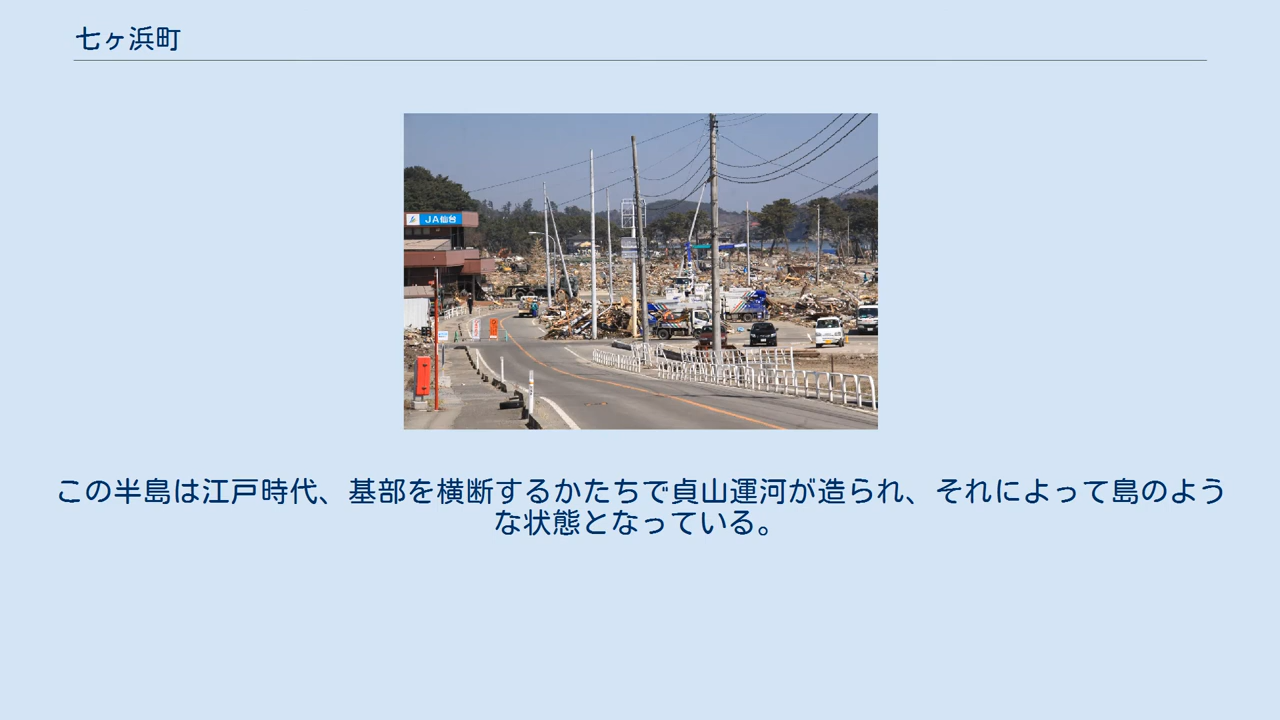 七ヶ浜町
JA仙台
この半島は江戸時代、基部を横断するかたちで貞山運河が造られ、それによって島のよう
な状態となっている。